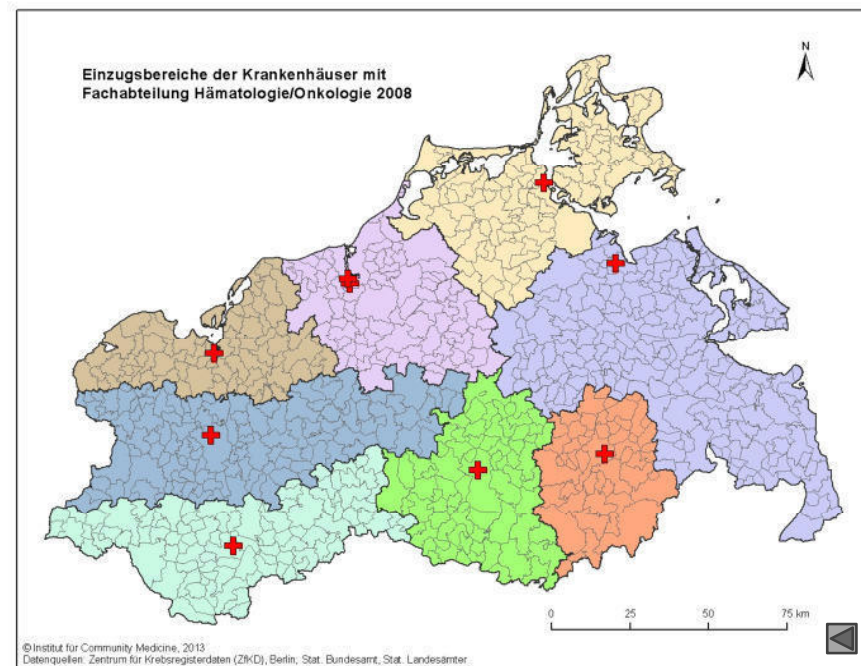 Einzugsbereiche der Krankenhäuser mit
Fachabteilung Hämatologie/Onkologie 2008
N
0 25 50 75 km
© Institut für Community Medicine, 2013
Datenquellen: Zentrum für Krebsregisterdaten (ZfKD), Berlin; Stat. Bundesamt, Stat. Landesämter